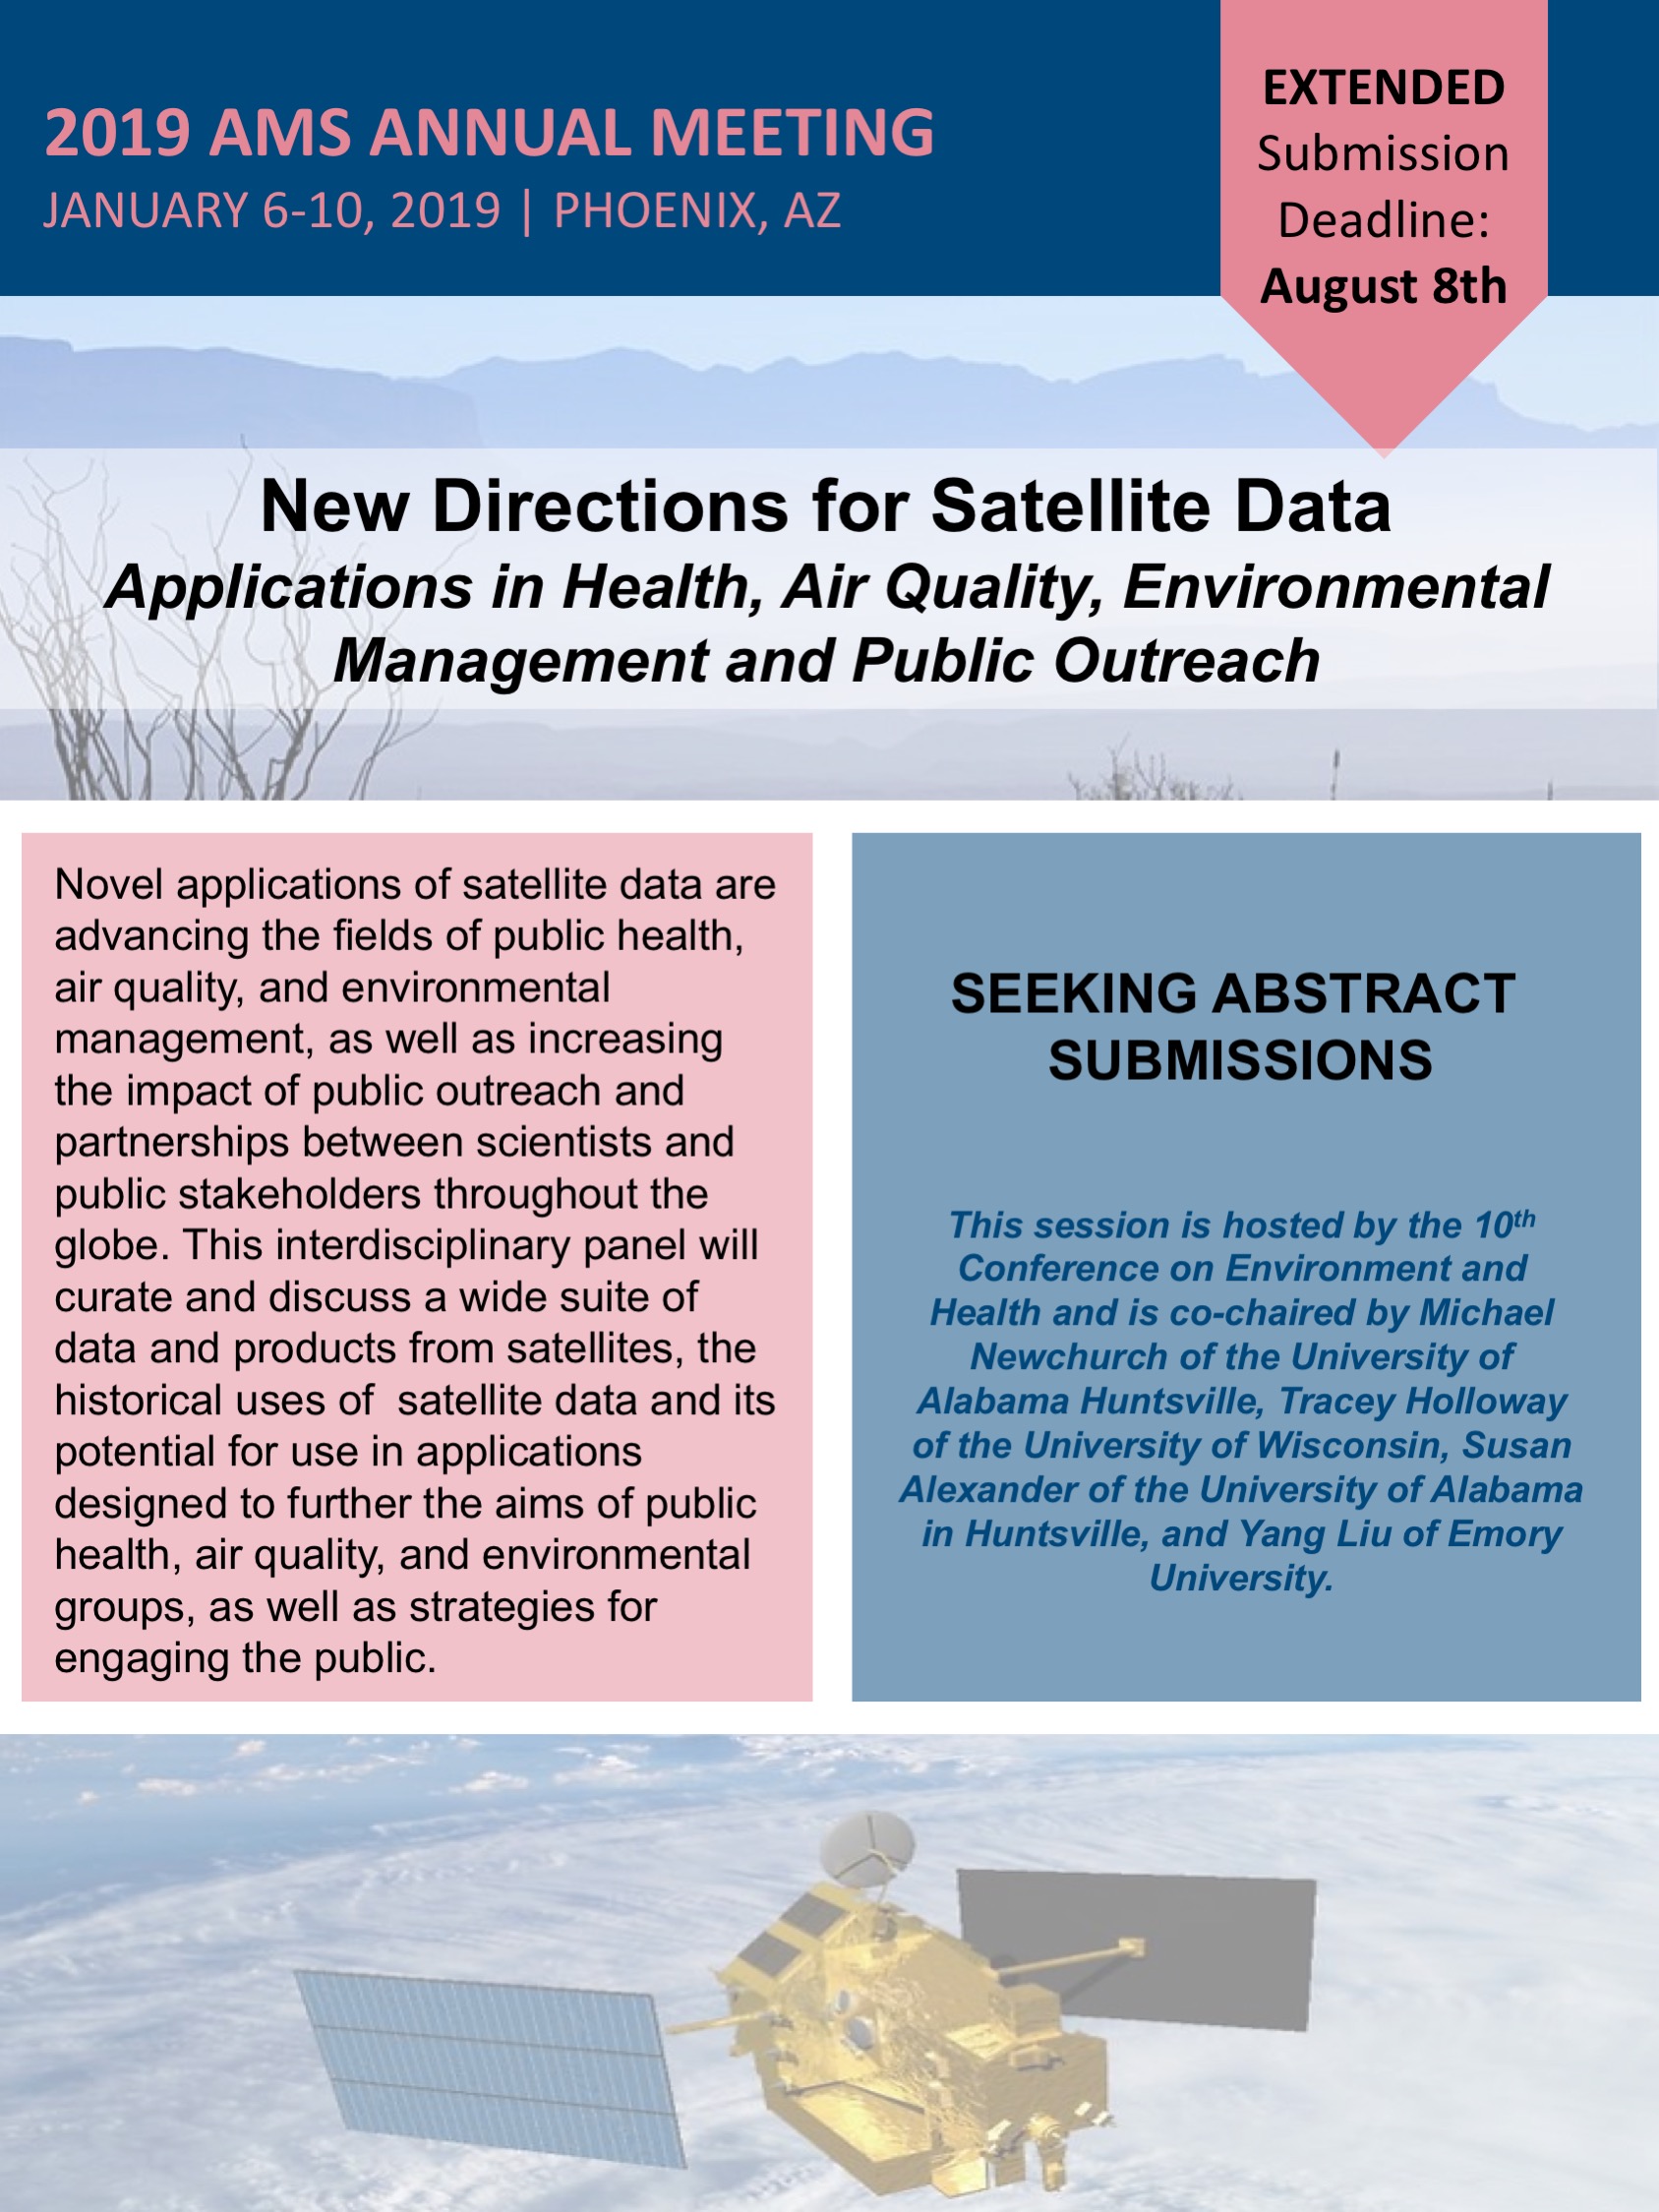 2019 AMS ANNUAL MEETING
JANUARY 6-10, 2019 | PHOENIX, AZ
EXTENDED
Submission
Deadline:
August 8th
New Directions for Satellite Data
Applications in Health, Air Quality, Environmental
Management and Public Outreach
Novel applications of satellite data are
advancing the fields of public health,
air quality, and environmental
management, as well as increasing
the impact of public outreach and
partnerships between scientists and
public stakeholders throughout the
globe. This interdisciplinary panel will
curate and discuss a wide suite of
data and products from satellites, the
historical uses of  satellite data and its
potential for use in applications
designed to further the aims of public
health, air quality, and environmental
groups, as well as strategies for
engaging the public.
SEEKING ABSTRACT
SUBMISSIONS
This session is hosted by the 10th
Conference on Environment and
Health and is co-chaired by Michael
Newchurch of the University of
Alabama Huntsville, Tracey Holloway
of the University of Wisconsin, Susan
Alexander of the University of Alabama
in Huntsville, and Yang Liu of Emory
University.